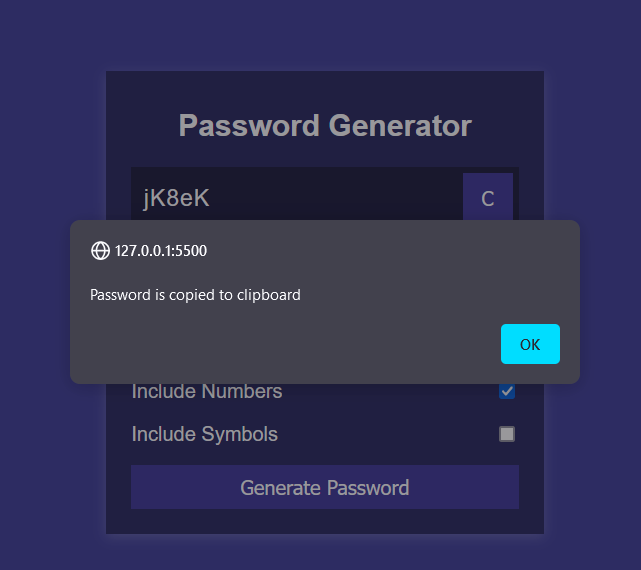 Password Generator
jK8eK
C
127.0.0.1:5500
Password is copied to clipboard
OK
Include Numbers
Include Symbols
Generate Password